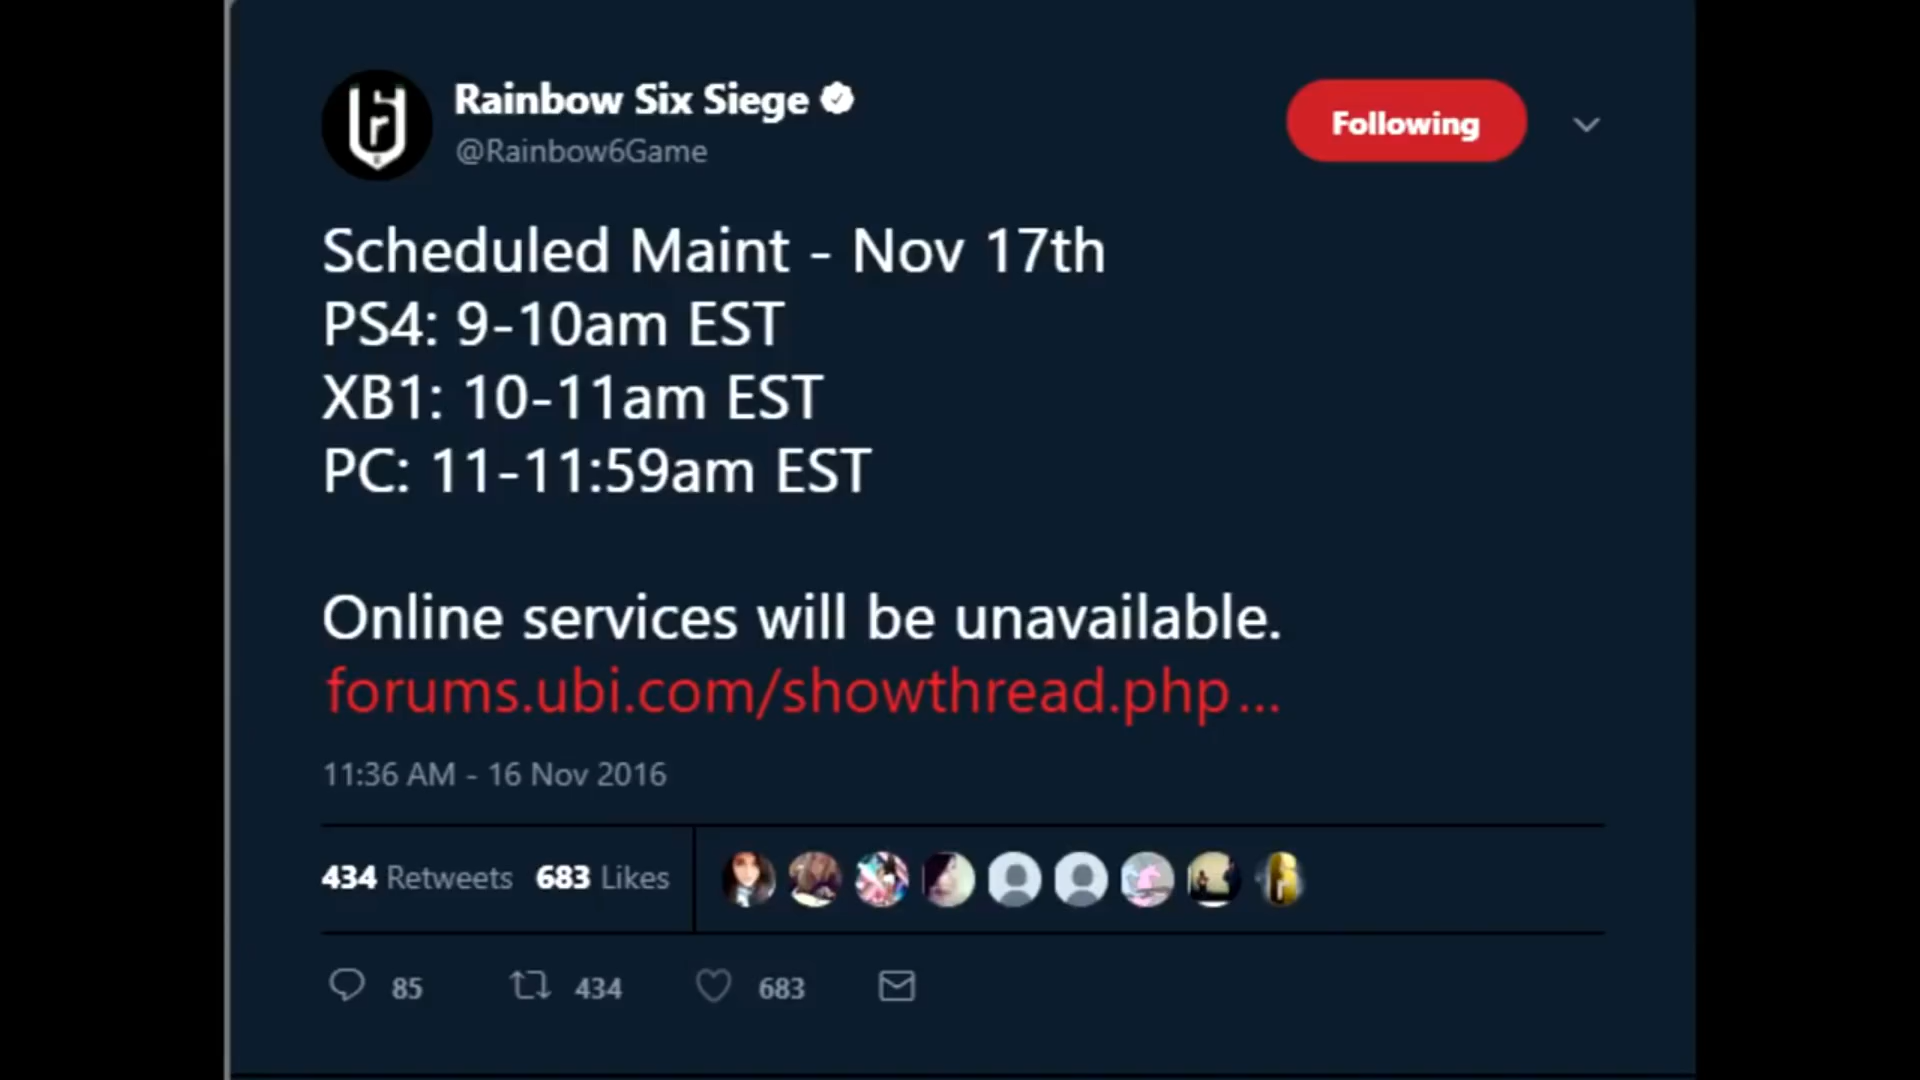 Rainbow Six Siege
@Rainbow6Game
Following
Scheduled Maint - Nov 17th
PS4: 9-10am EST
XB1: 10-11am EST
PC: 11-11:59am EST
Online services will be unavailable.
forums.ubi.com/showthread.php...
11:36 AM - 16 Nov 2016
434 Retweets 683 Likes
85 434 683